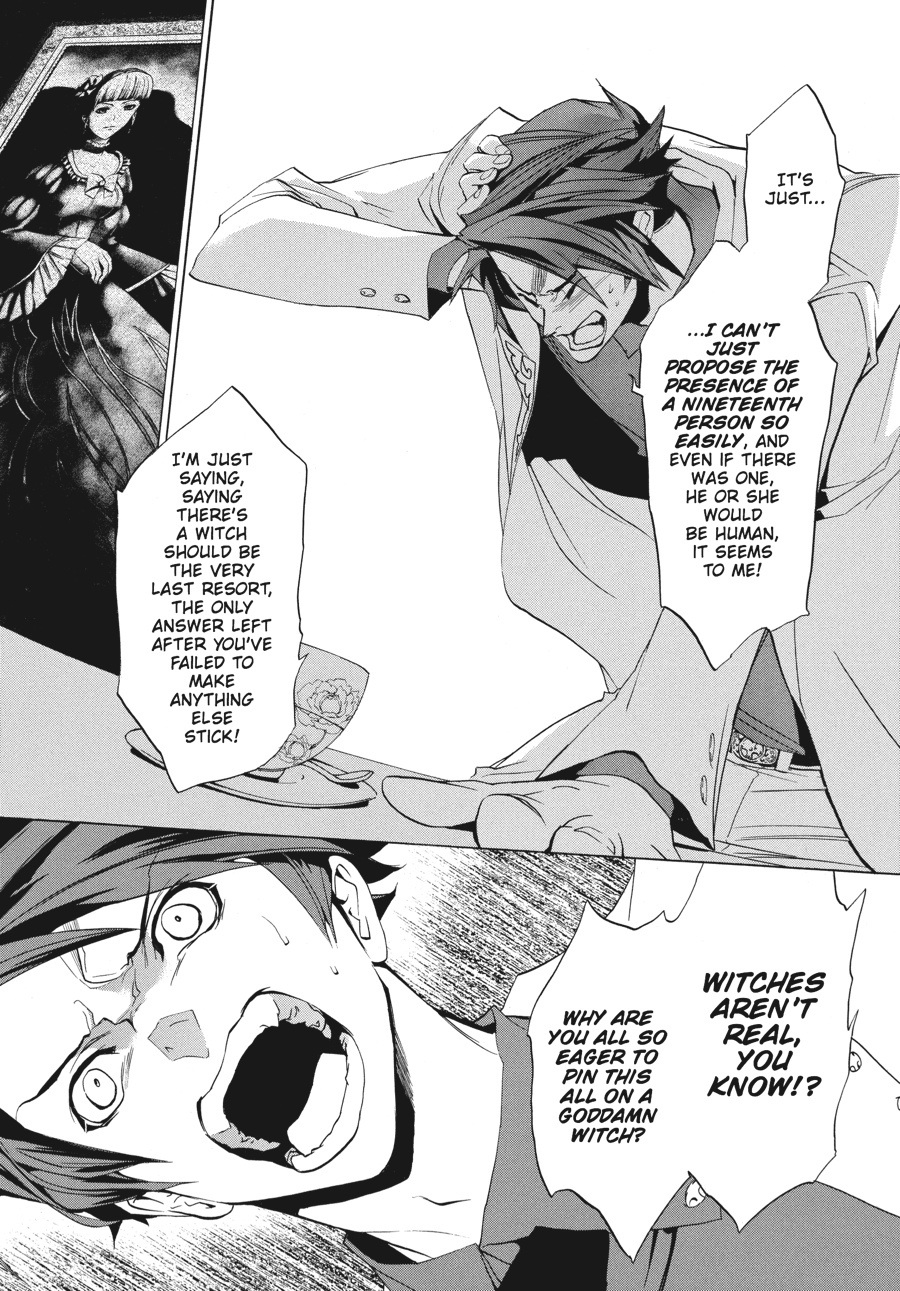 IT'S
JUST...
...I CAN'T
JUST
PROPOSE THE
PRESENCE OF
A NINETEENTH
PERSON SO
EASILY, AND
EVEN IF THERE
WAS ONE,
HE OR SHE
WOULD
BE HUMAN,
IT SEEMS
TO ME!
I'M JUST
SAYING,
SAYING
THERE'S
A WITCH
SHOULD BE
THE VERY
LAST RESORT,
THE ONLY
ANSWER LEFT
AFTER YOU'VE
FAILED TO
MAKE
ANYTHING
ELSE
STICK!
WITCHES
AREN'T
REAL,
YOU
KNOW!?
WHY ARE
YOU ALL SO
EAGER TO
PIN THIS
ALL ON A
GODDAMN
WITCH?